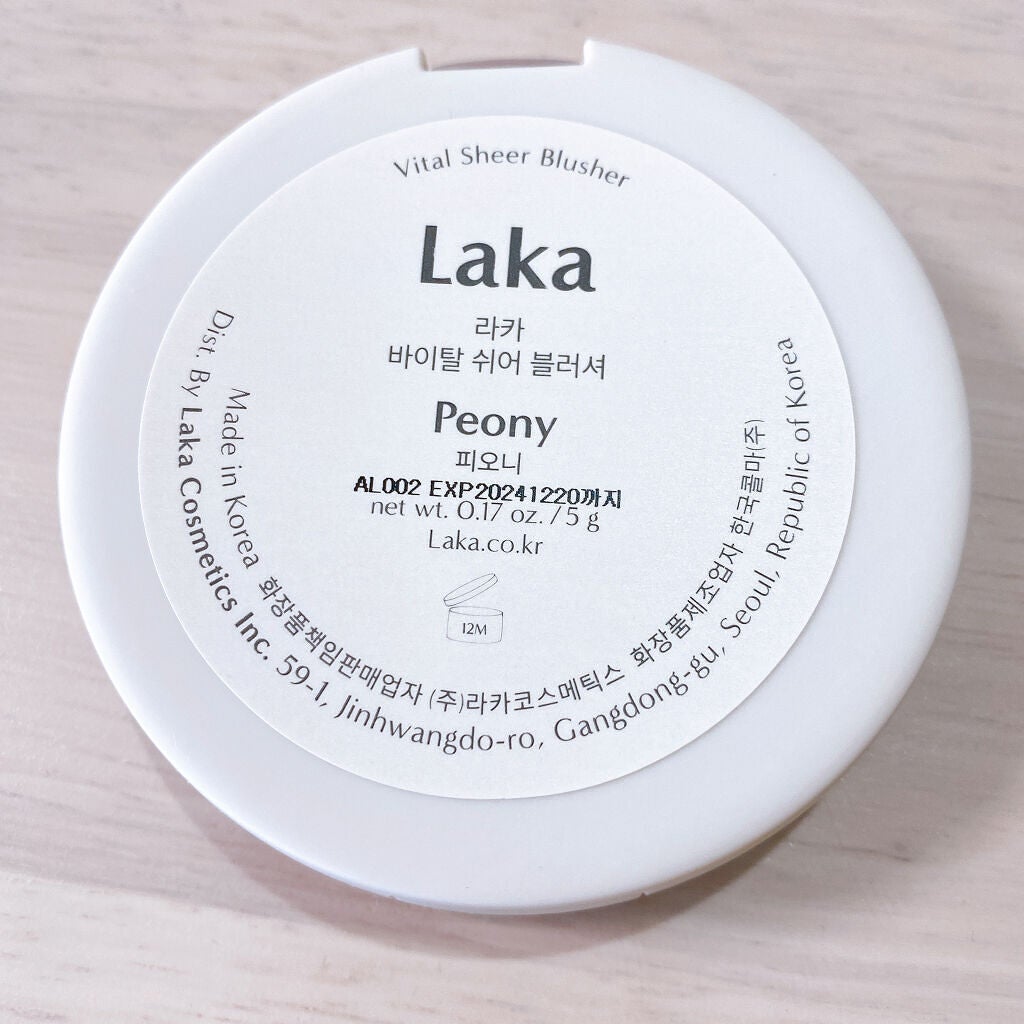 Vital Sheer Blusher
Laka
라카
바이탈 쉬어 블러셔
Peony
피오니
AL002 EXP20241220까지
net wt. 0.17 oz. / 5 g
Laka.co.kr
12M
Made in Korea 화장품책임판매업자 (주)라카코스메틱스 화장품제조업자 한국콜마(주)
Dist. By Laka Cosmetics Inc. 59-1, Jinhwangdo-ro, Gangdong-gu, Seoul, Republic of Korea